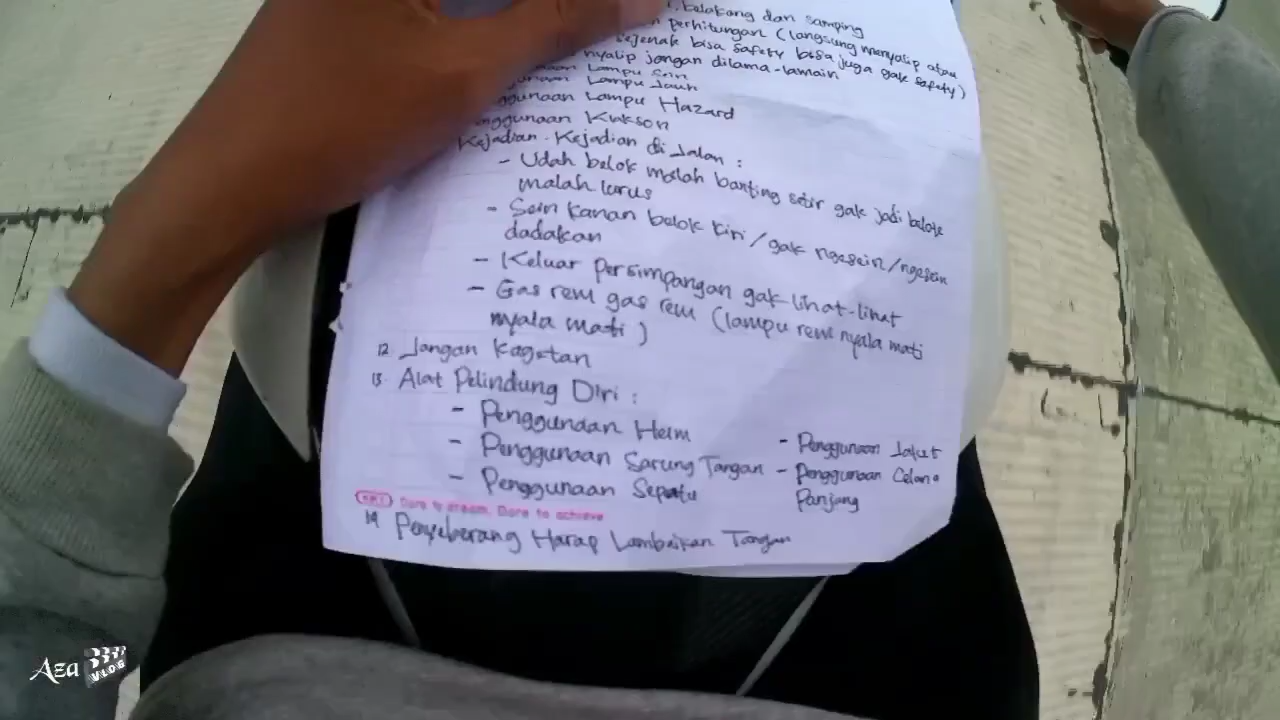 belakang dan samping
perhitungan (langsung menyalip atau
sejenak bisa safety bisa juga gak safety)
nyalip jangan dilama-lamain
Lampu Sein
Lampu Jauh
Lampu Hazard
Klakson
Kejadian-Kejadian di Jalan :
- Udah belok malah banting setir gak jadi belok
malah lurus
- Sein Kanan belok kiri / gak ngesein / ngesein
dadakan
- Keluar Persimpangan gak lihat-lihat
- Gas rem gas rem (lampu rem nyala mati
nyala mati)
12. Jangan Kagetan
13. Alat Pelindung Diri :
- Penggunaan Helm
- Penggunaan Jaket
- Penggunaan Sarung Tangan
- Penggunaan Celana
- Penggunaan Sepatu
Panjang
Dare to dream. Dare to achieve
14 Penyeberang Harap Lambaikan Tangan
Aza
VLOG